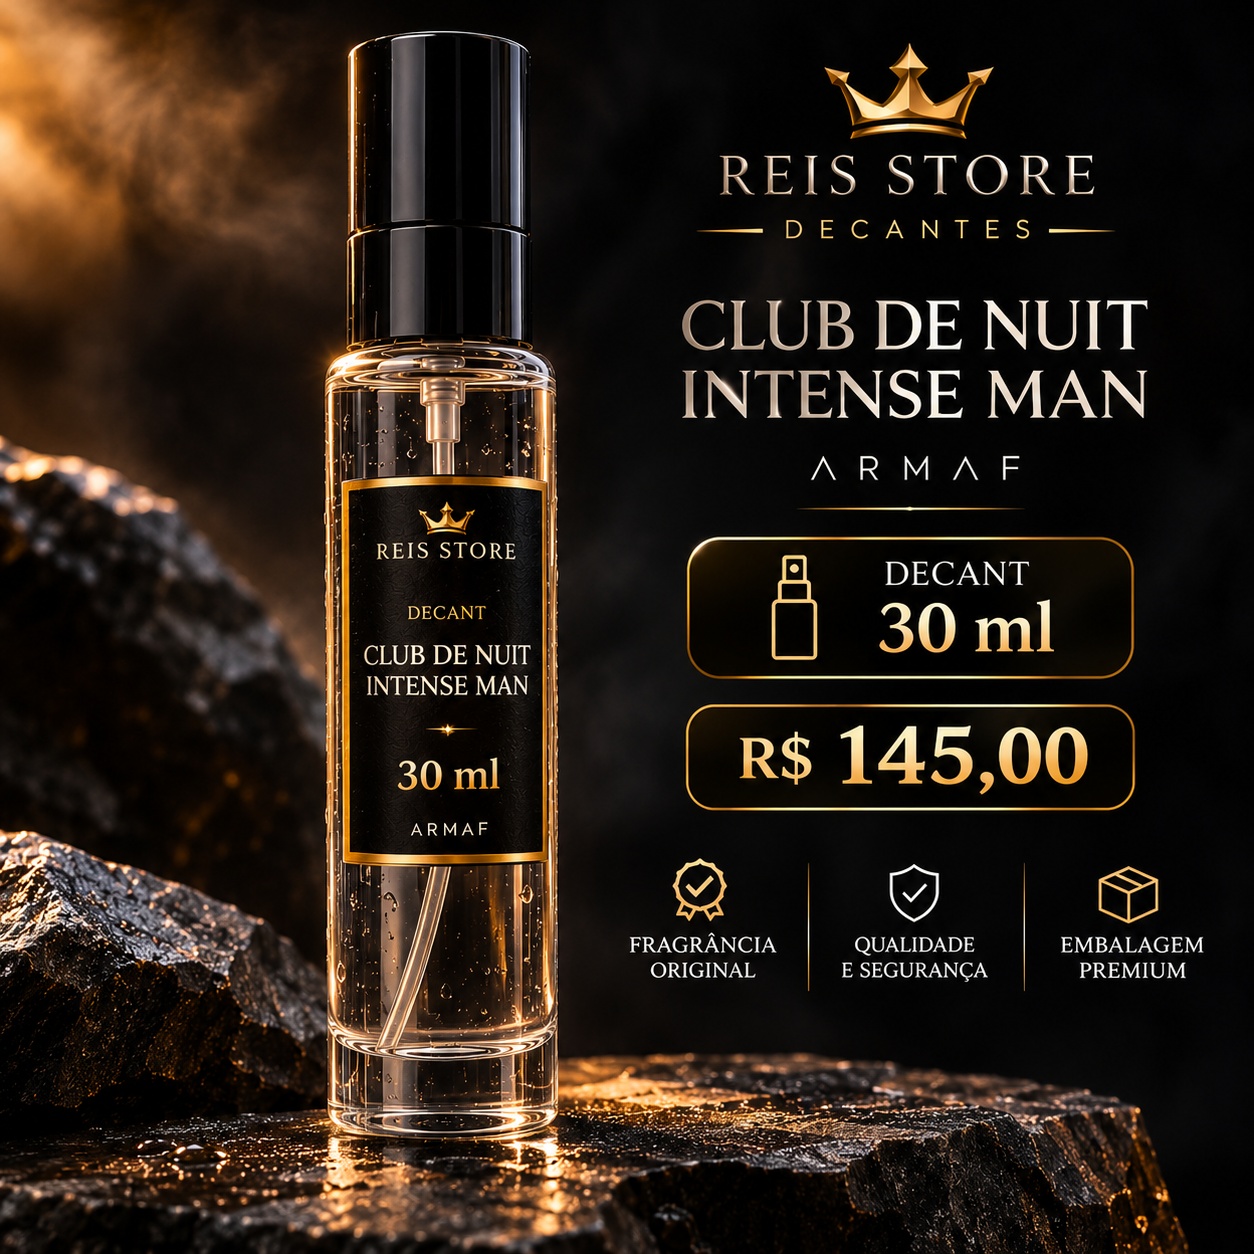 REIS STORE
DECANTES
CLUB DE NUIT
INTENSE MAN
ARMAF
DECANT
30 ml
R$ 145,00
FRAGRÂNCIA
ORIGINAL
QUALIDADE
E SEGURANÇA
EMBALAGEM
PREMIUM
REIS STORE
DECANT
CLUB DE NUIT
INTENSE MAN
30 ml
ARMAF